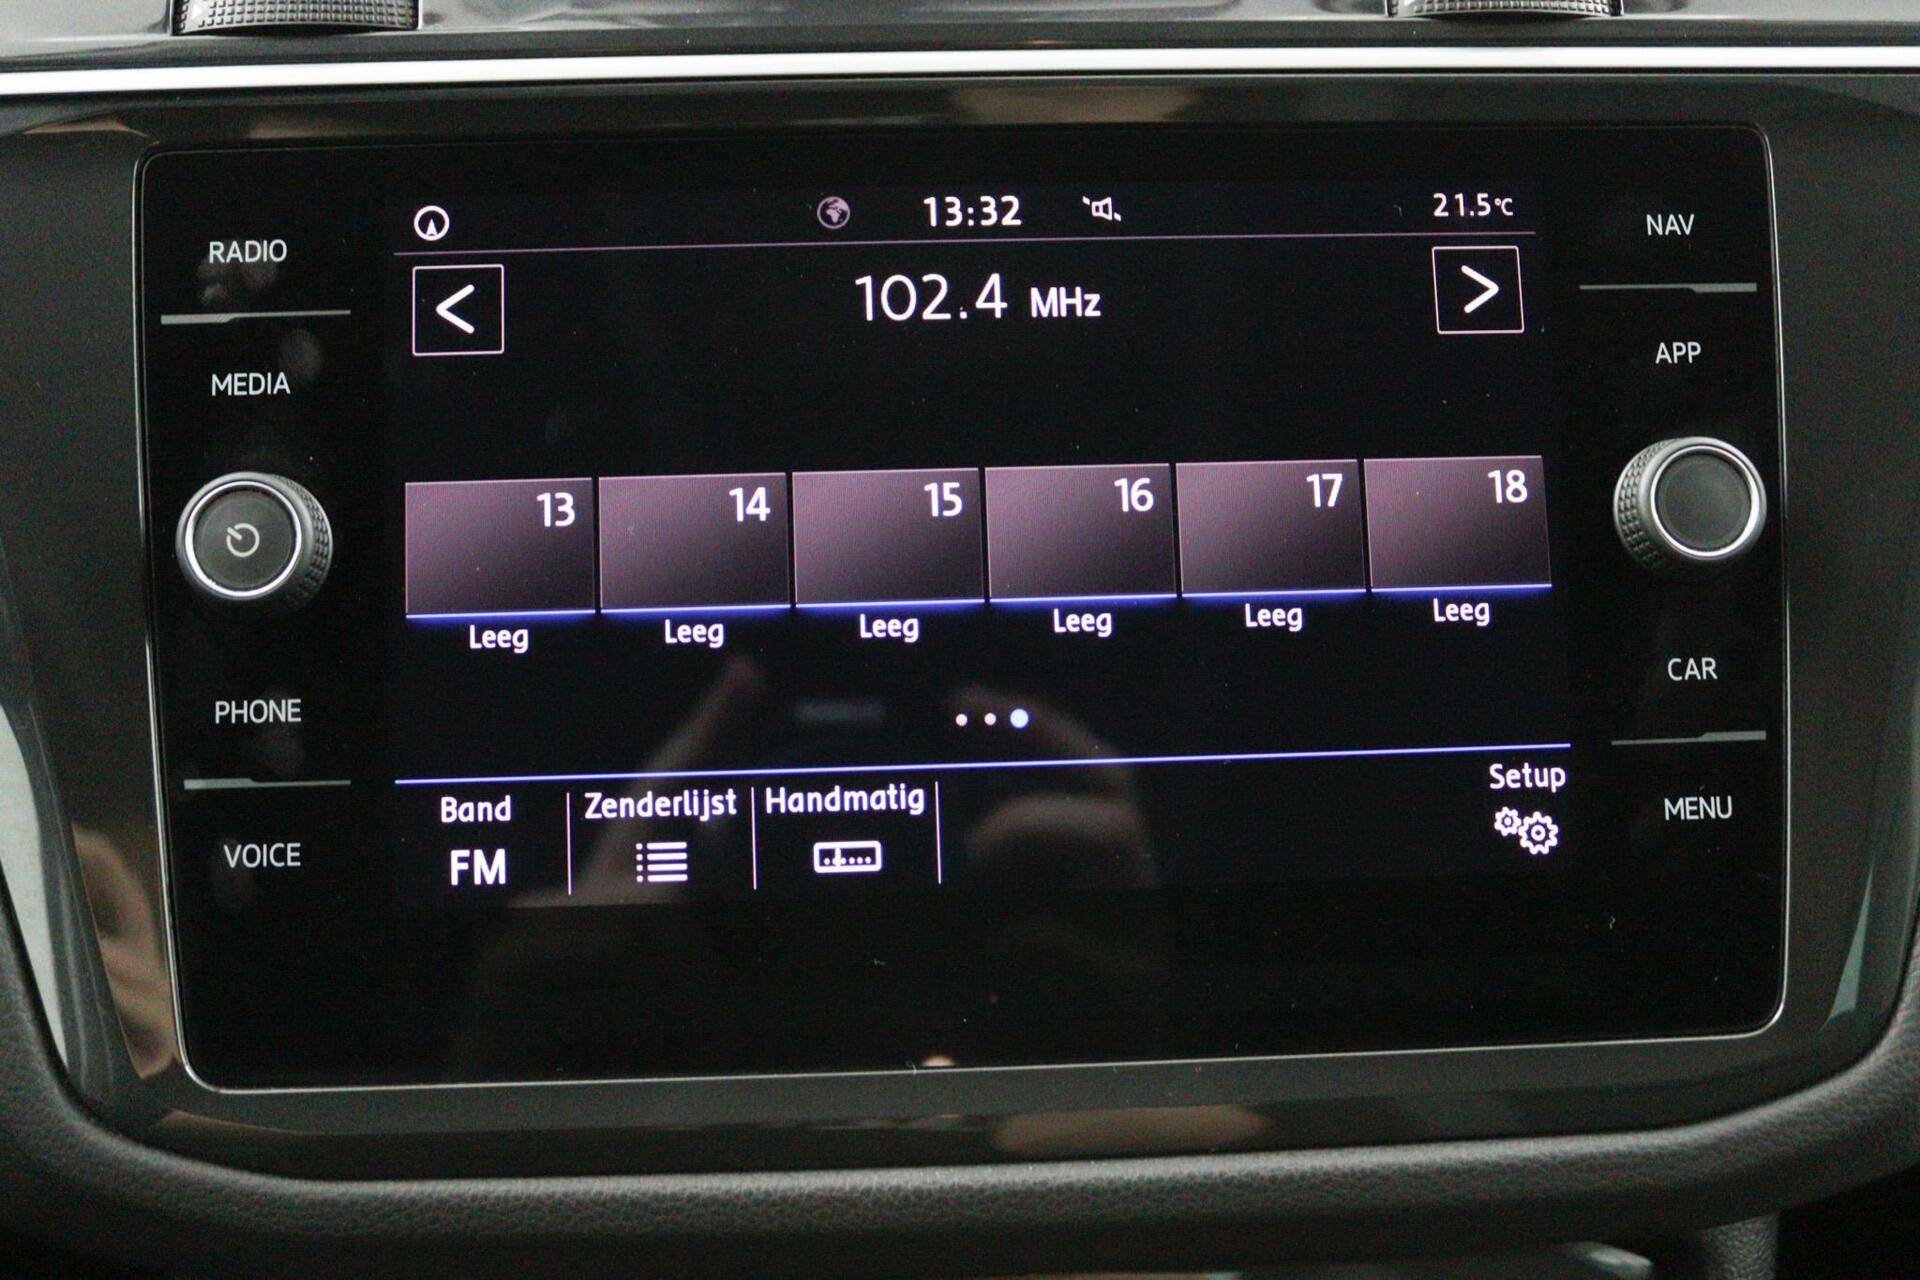 RADIO
MEDIA
PHONE
VOICE
13:32
21.5°C
<
102.4 MHz
>
13 14 15 16 17 18
Leeg Leeg Leeg Leeg Leeg Leeg
Band
FM
Zenderlijst
Handmatig
Setup
NAV
APP
CAR
MENU